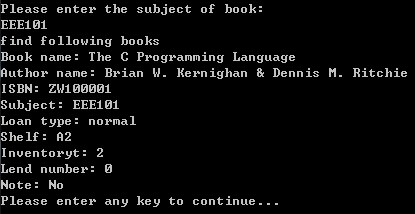 Please enter the subject of book:
EEE101
find following books
Book name: The C Programming Language
Author name: Brian W. Kernighan & Dennis M. Ritchie
ISBN: ZW100001
Subject: EEE101
Loan type: normal
Shelf: A2
Inventoryt: 2
Lend number: 0
Note: No
Please enter any key to continue...